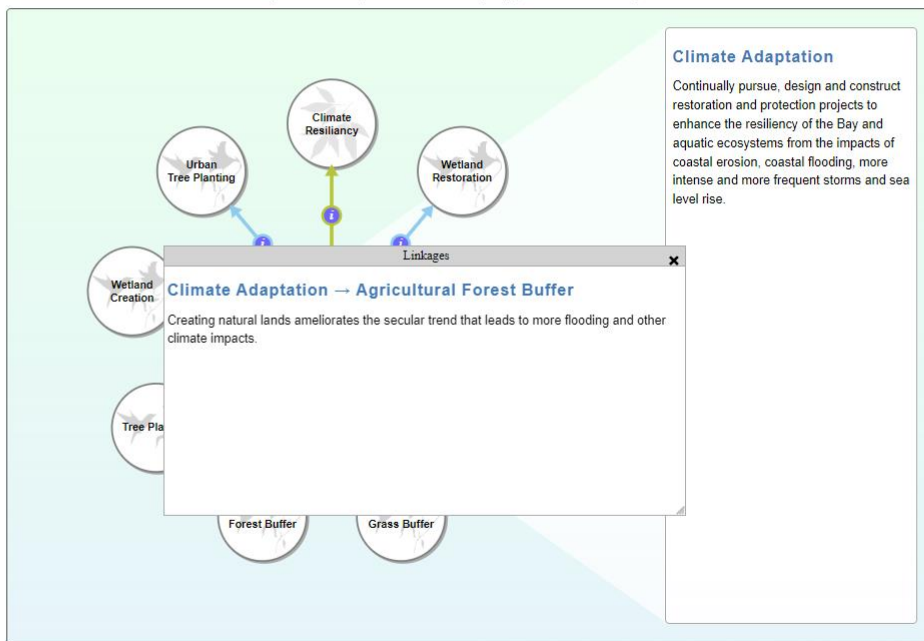 Climate
Resiliancy
Urban
Tree Planting
Wetland
Restoration
Wetland
Creation
Tree Pla
Forest Buffer
Grass Buffer
i
i
i
Linkages
Climate Adaptation → Agricultural Forest Buffer
Creating natural lands ameliorates the secular trend that leads to more flooding and other
climate impacts.
Climate Adaptation
Continually pursue, design and construct
restoration and protection projects to
enhance the resiliency of the Bay and
aquatic ecosystems from the impacts of
coastal erosion, coastal flooding, more
intense and more frequent storms and sea
level rise.